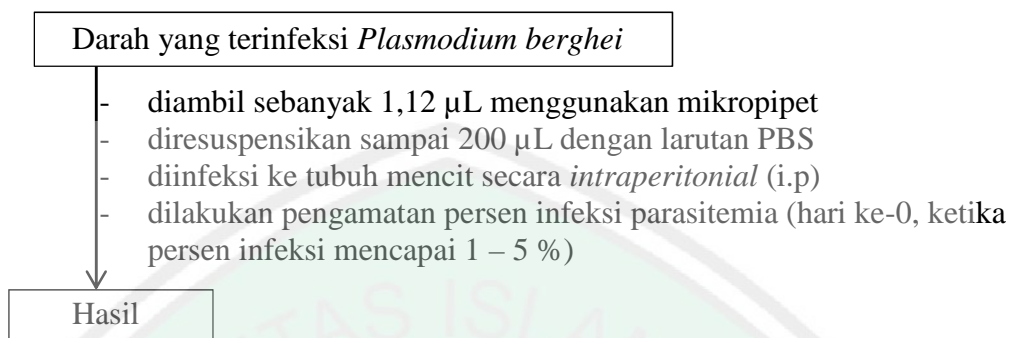 Darah yang terinfeksi Plasmodium berghei
- diambil sebanyak 1,12 µL menggunakan mikropipet
- diresuspensikan sampai 200 µL dengan larutan PBS
- diinfeksi ke tubuh mencit secara intraperitonial (i.p)
- dilakukan pengamatan persen infeksi parasitemia (hari ke-0, ketika
persen infeksi mencapai 1 – 5 %)
Hasil